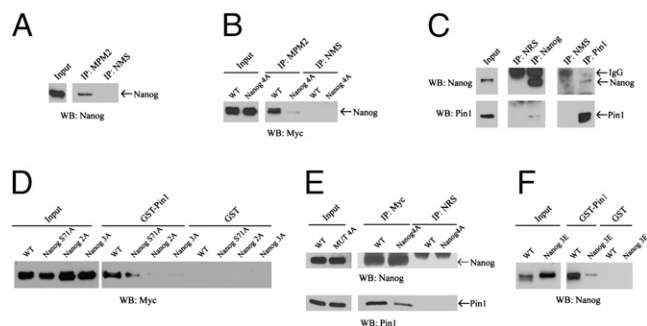 A
Input
IP: MPM2
IP: NMS
←Nanog
WB: Nanog
B
Input
IP: MPM2
IP: NMS
WT
Nanog 4A
WT
Nanog 4A
WT
Nanog 4A
←Nanog
WB: Myc
C
Input
IP: NRS
IP: Nanog
IP: NMS
IP: Pin1
WB: Nanog
←IgG
←Nanog
WB: Pin1
←Pin1
D
Input
GST-Pin1
GST
WT
Nanog S71A
Nanog 2A
Nanog 3A
WT
Nanog S71A
Nanog 2A
Nanog 3A
WT
Nanog S71A
Nanog 2A
Nanog 3A
WB: Myc
E
Input
IP: Myc
IP: NRS
WT
MUT 4A
WT
Nanog4A
WT
Nanog4A
←Nanog
WB: Nanog
←Pin1
WB: Pin1
F
Input
GST-Pin1
GST
WT
Nanog 3E
WT
Nanog 3E
WT
Nanog 3E
WB: Nanog